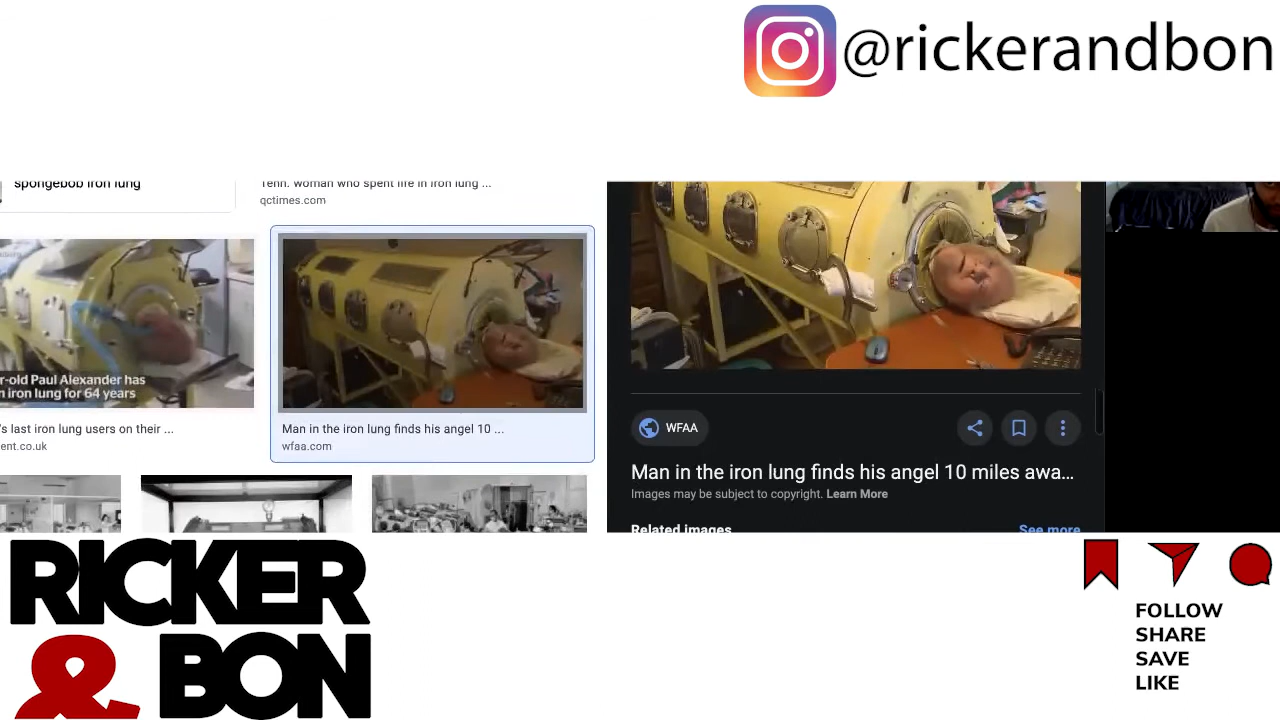 @rickerandbon
spongebob iron lung
Tenn. woman who spent life in iron lung ...
qctimes.com
r-old Paul Alexander has
n iron lung for 64 years
's last iron lung users on their ...
ent.co.uk
Man in the iron lung finds his angel 10 ...
wfaa.com
WFAA
Man in the iron lung finds his angel 10 miles awa...
Images may be subject to copyright. Learn More
Related images
See more
RICKER
& BON
FOLLOW
SHARE
SAVE
LIKE